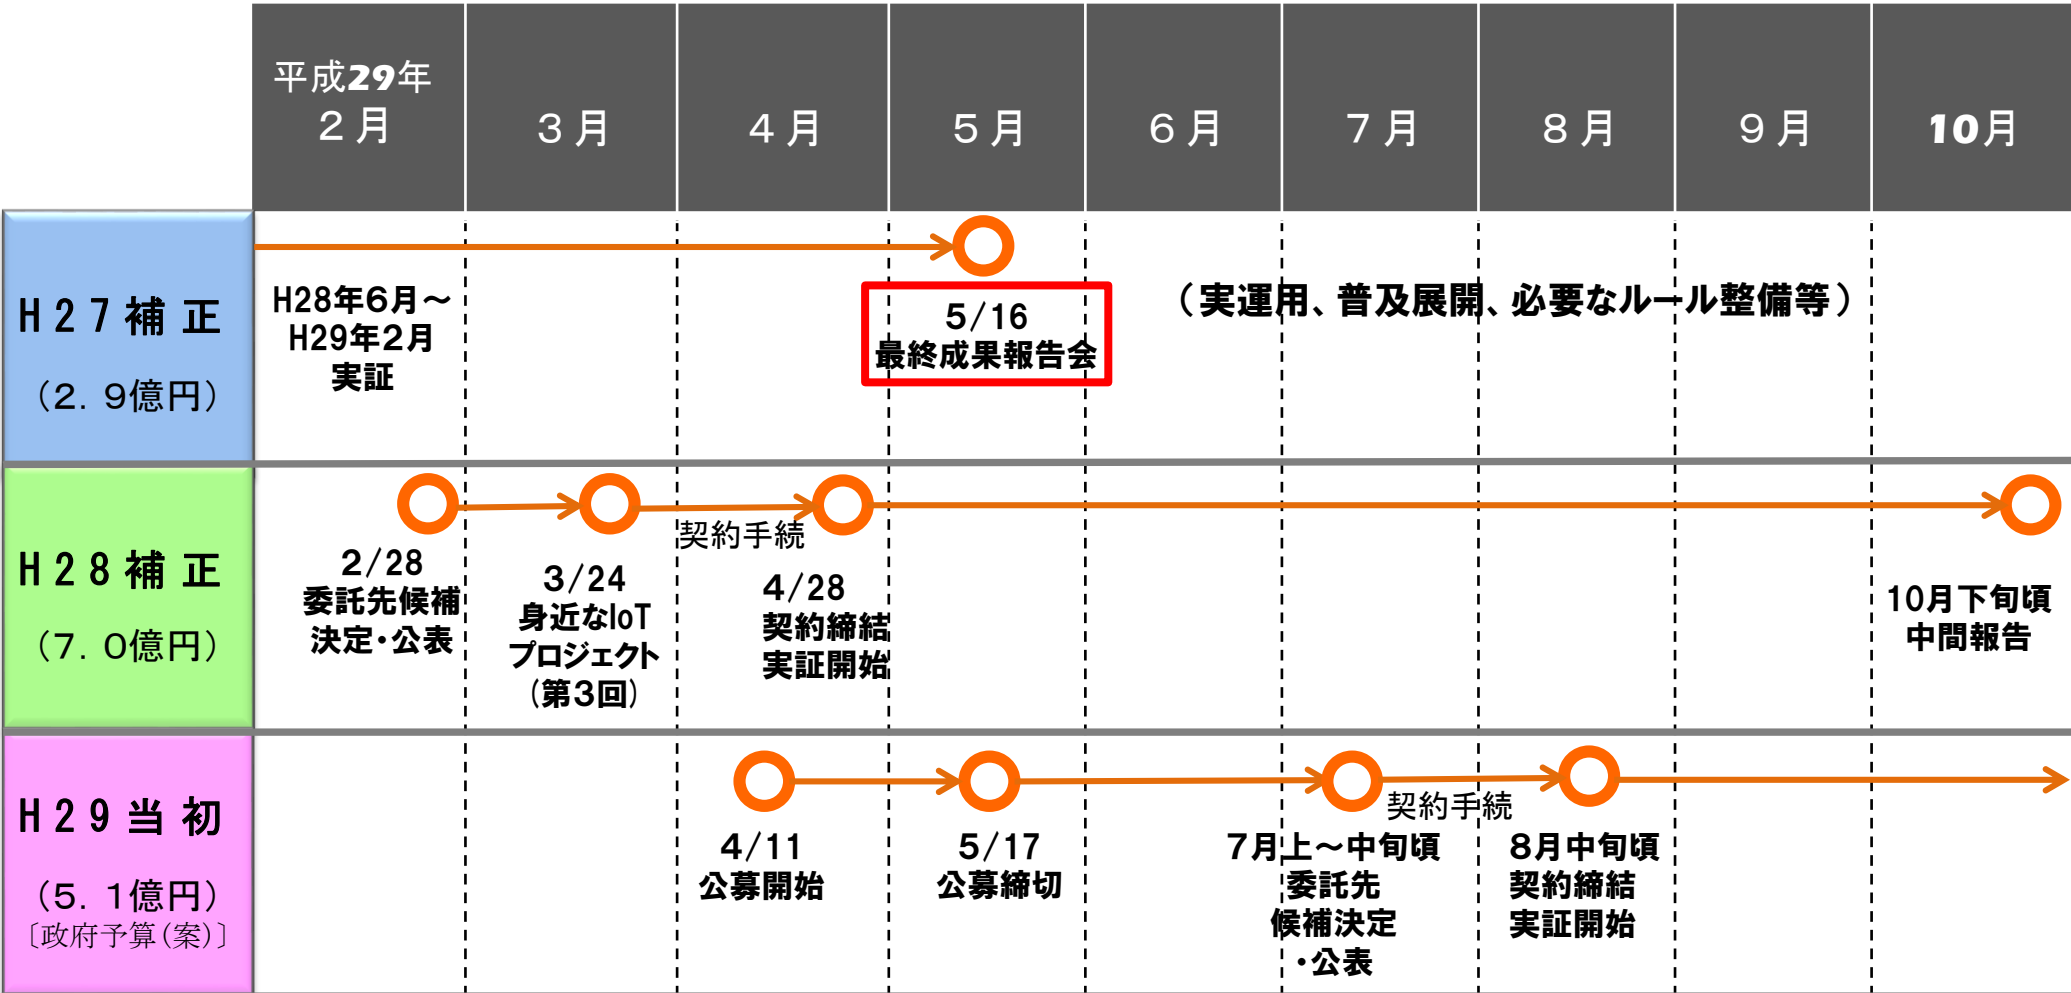 平成29年
２月
３月
４月
５月
６月
７月
８月
９月
10月
H27補正
（２．９億円）
H28年６月～
H29年２月
実証
５/16
最終成果報告会
（実運用、普及展開、必要なルール整備等）
H28補正
（７．０億円）
２/28
委託先候補
決定・公表
３/24
身近なIoT
プロジェクト
(第３回)
契約手続
４/28
契約締結
実証開始
10月下旬頃
中間報告
H29当初
（５．１億円）
〔政府予算（案）〕
４/11
公募開始
５/17
公募締切
７月上～中旬頃
委託先
候補決定
・公表
契約手続
８月中旬頃
契約締結
実証開始